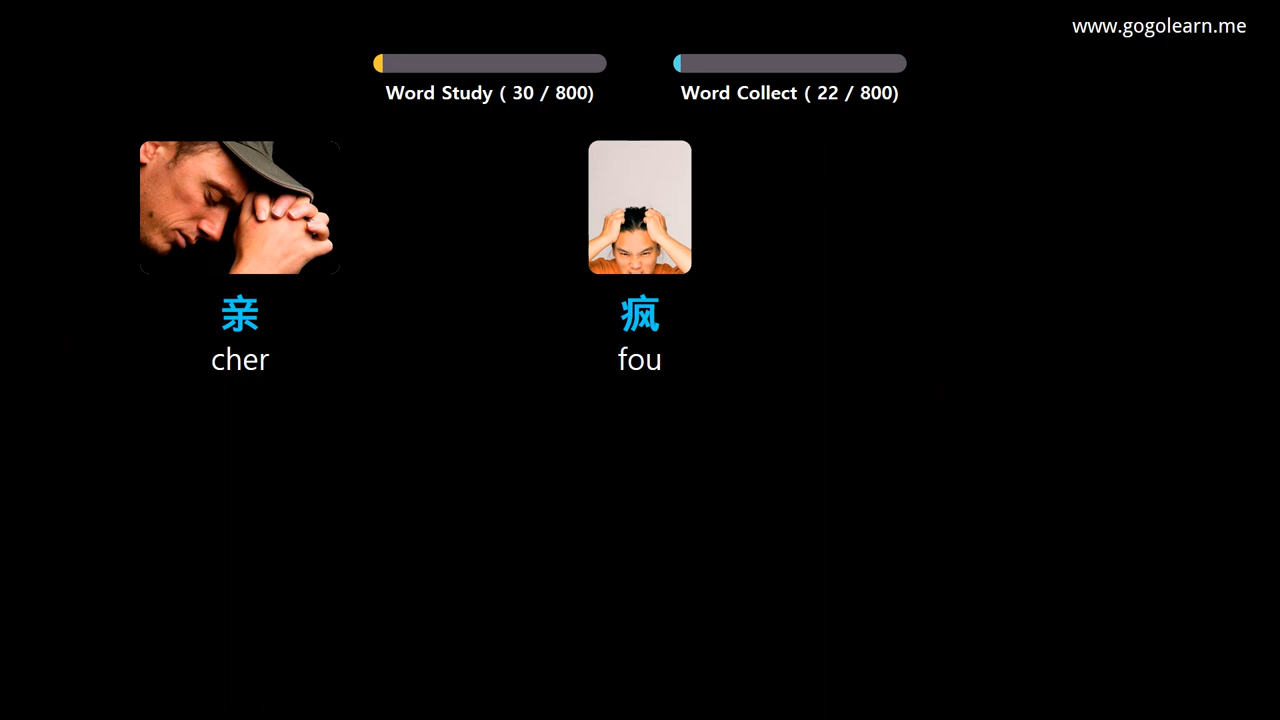 www.gogolearn.me
Word Study ( 30 / 800)
Word Collect ( 22 / 800)
亲
cher
疯
fou